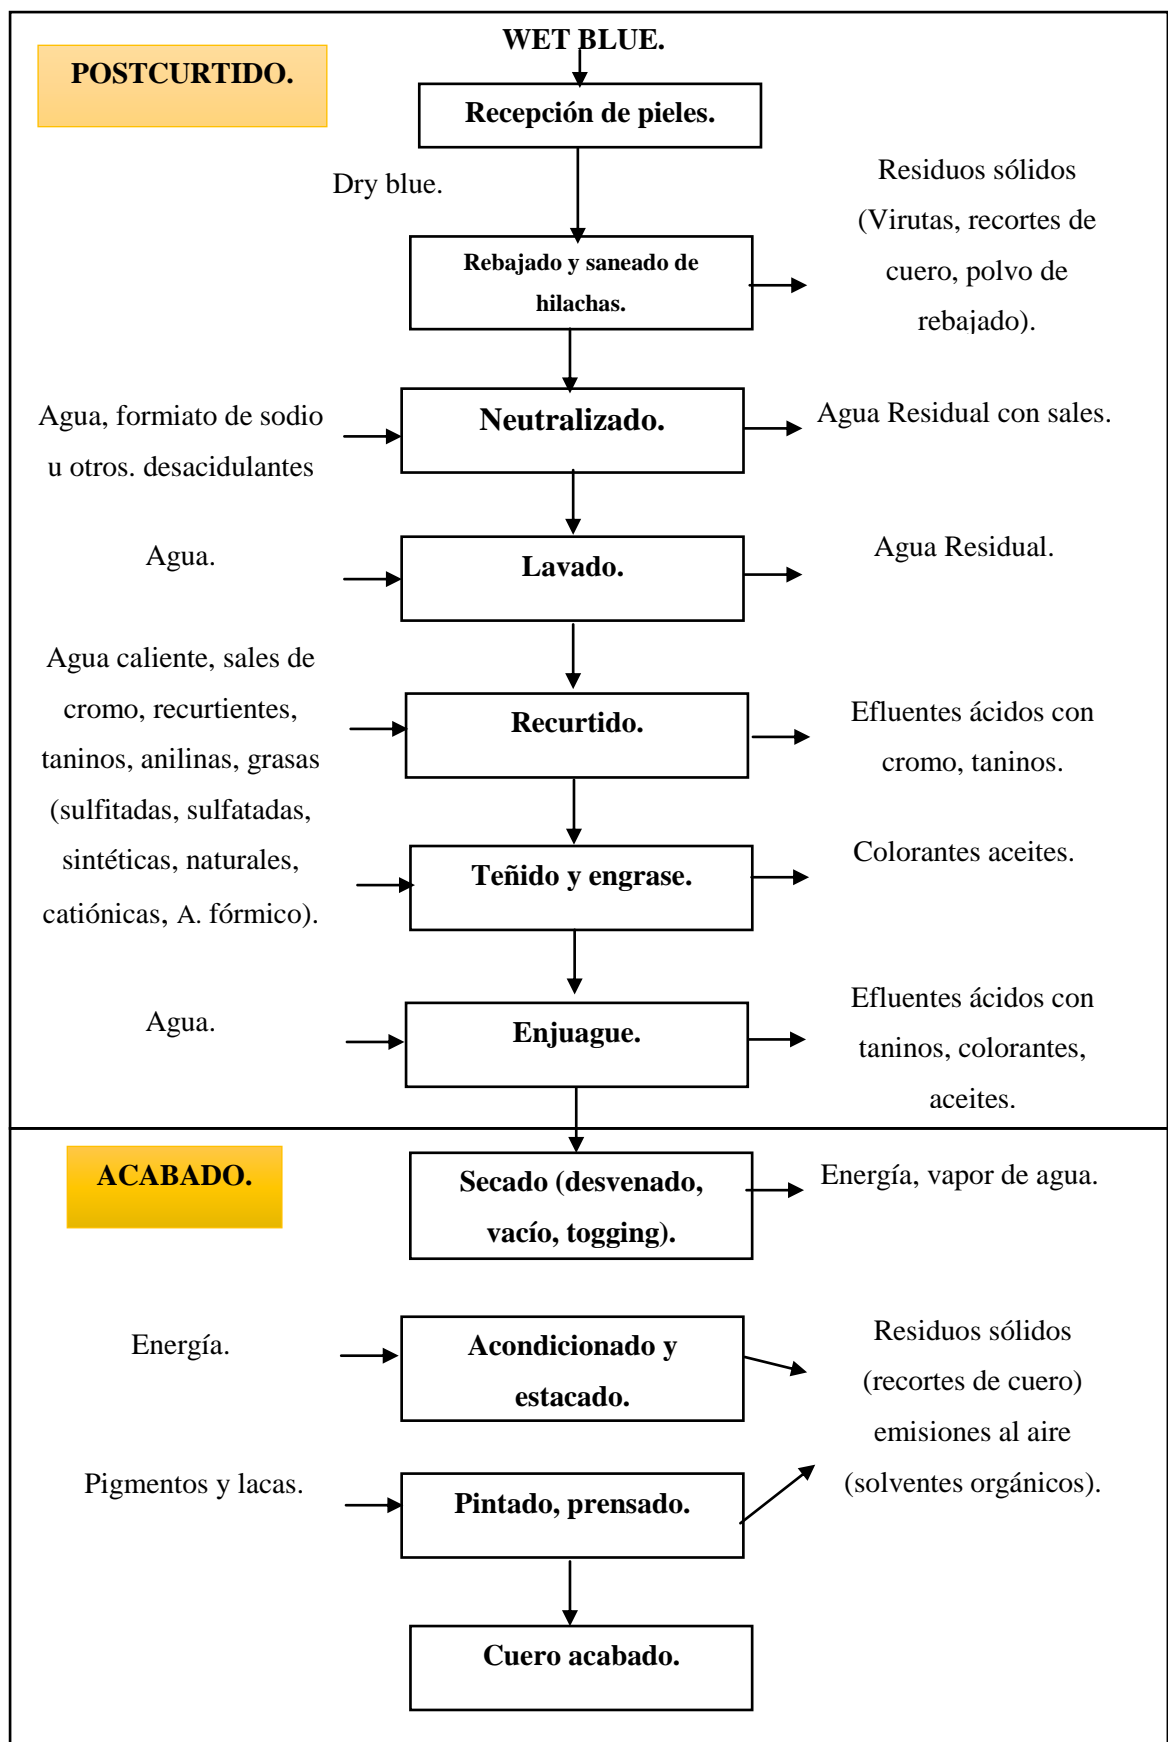 WET BLUE.
POSTCURTIDO.
Recepción de pieles.
Dry blue.
Residuos sólidos
(Virutas, recortes de
cuero, polvo de
rebajado).
Rebajado y saneado de
hilachas.
Agua, formiato de sodio
u otros. desacidulantes
Neutralizado.
Agua Residual con sales.
Agua.
Lavado.
Agua Residual.
Agua caliente, sales de
cromo, recurtientes,
taninos, anilinas, grasas
(sulfitadas, sulfatadas,
sintéticas, naturales,
catiónicas, A. fórmico).
Recurtido.
Efluentes ácidos con
cromo, taninos.
Teñido y engrase.
Colorantes aceites.
Agua.
Enjuague.
Efluentes ácidos con
taninos, colorantes,
aceites.
ACABADO.
Secado (desvenado,
vacío, togging).
Energía, vapor de agua.
Energía.
Acondicionado y
estacado.
Residuos sólidos
(recortes de cuero)
emisiones al aire
(solventes orgánicos).
Pigmentos y lacas.
Pintado, prensado.
Cuero acabado.